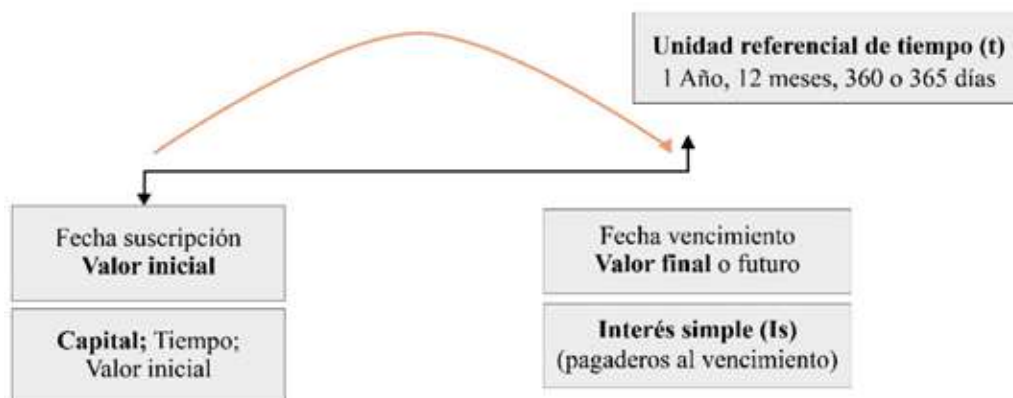 Unidad referencial de tiempo (t)
1 Año, 12 meses, 360 o 365 días
Fecha suscripción
Valor inicial
Fecha vencimiento
Valor final o futuro
Capital; Tiempo;
Valor inicial
Interés simple (Is)
(pagaderos al vencimiento)